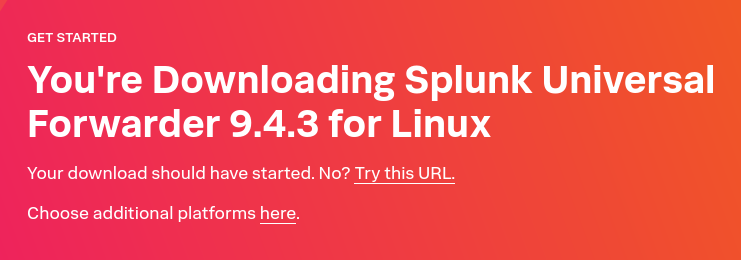 GET STARTED
You're Downloading Splunk Universal
Forwarder 9.4.3 for Linux
Your download should have started. No? Try this URL.
Choose additional platforms here.